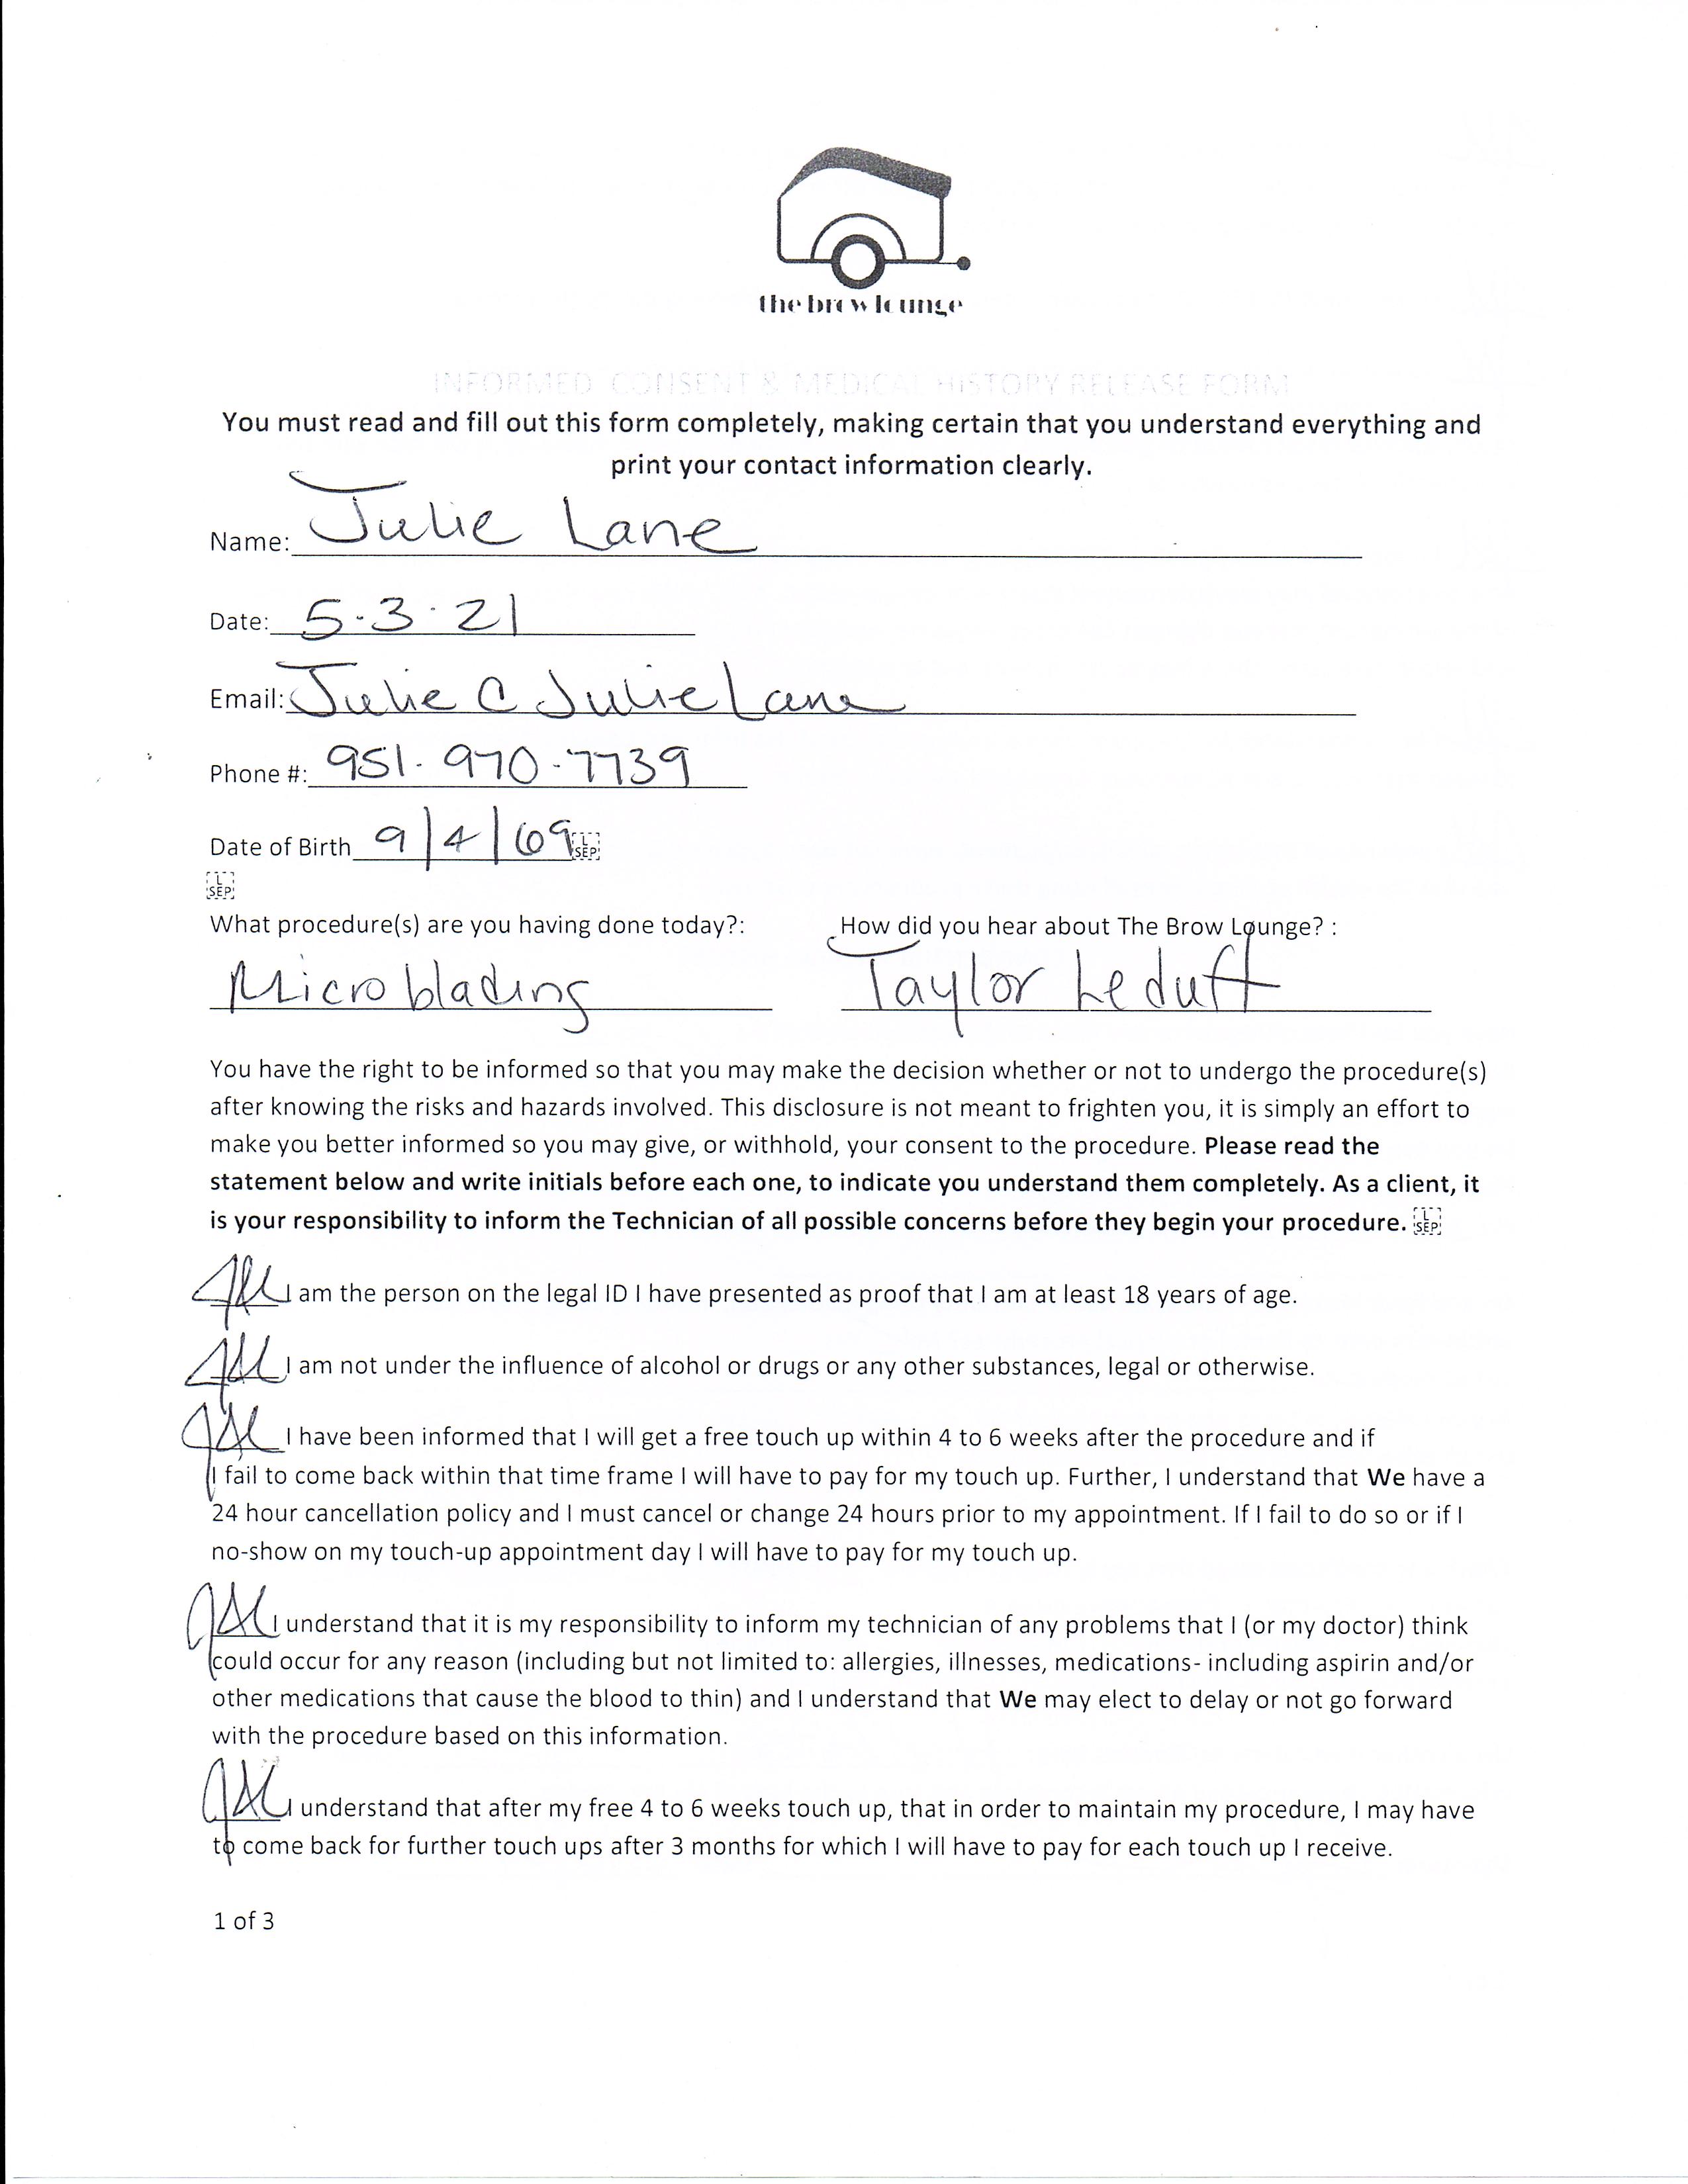 the brow lounge
INFORMED CONSENT & MEDICAL HISTORY RELEASE FORM
You must read and fill out this form completely, making certain that you understand everything and
print your contact information clearly.
Name: Julie Lane
Date: 5-3-21
Email: Julie @ JulieLane
Phone #: 951-970-7739
Date of Birth 9/4/69 L SEP
L SEP
What procedure(s) are you having done today?: How did you hear about The Brow Lounge? :
Microblading Taylor Leduff
You have the right to be informed so that you may make the decision whether or not to undergo the procedure(s)
after knowing the risks and hazards involved. This disclosure is not meant to frighten you, it is simply an effort to
make you better informed so you may give, or withhold, your consent to the procedure. Please read the
statement below and write initials before each one, to indicate you understand them completely. As a client, it
is your responsibility to inform the Technician of all possible concerns before they begin your procedure. L SEP
I am the person on the legal ID I have presented as proof that I am at least 18 years of age.
I am not under the influence of alcohol or drugs or any other substances, legal or otherwise.
I have been informed that I will get a free touch up within 4 to 6 weeks after the procedure and if
I fail to come back within that time frame I will have to pay for my touch up. Further, I understand that We have a
24 hour cancellation policy and I must cancel or change 24 hours prior to my appointment. If I fail to do so or if I
no-show on my touch-up appointment day I will have to pay for my touch up.
I understand that it is my responsibility to inform my technician of any problems that I (or my doctor) think
could occur for any reason (including but not limited to: allergies, illnesses, medications- including aspirin and/or
other medications that cause the blood to thin) and I understand that We may elect to delay or not go forward
with the procedure based on this information.
I understand that after my free 4 to 6 weeks touch up, that in order to maintain my procedure, I may have
to come back for further touch ups after 3 months for which I will have to pay for each touch up I receive.
1 of 3